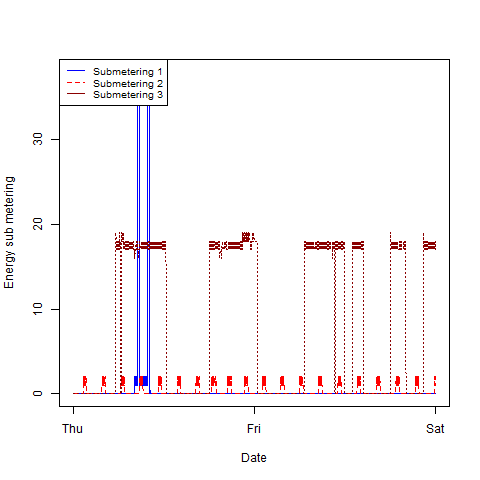 Submetering 1
Submetering 2
Submetering 3
Energy sub metering
30
20
10
0
Thu Fri Sat
Date